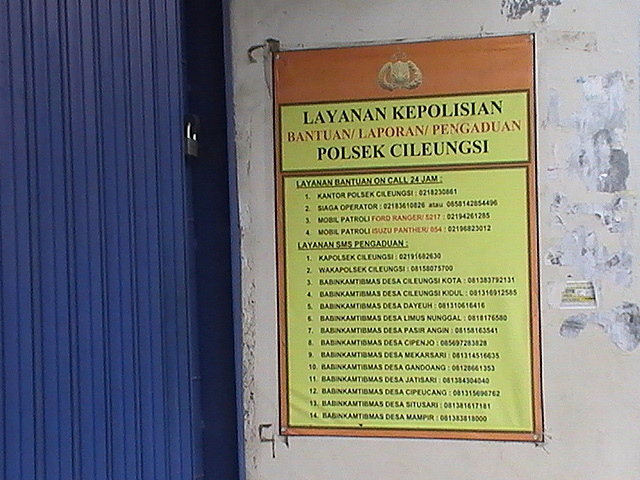 LAYANAN KEPOLISIAN
BANTUAN/ LAPORAN/ PENGADUAN
POLSEK CILEUNGSI
LAYANAN BANTUAN ON CALL 24 JAM :
1. KANTOR POLSEK CILEUNGSI : 0218230861
2. SIAGA OPERATOR : 02183610826 atau 0858142854496
3. MOBIL PATROLI FORD RANGER/ 5217 : 02194261285
4. MOBIL PATROLI ISUZU PANTHER/ 854 : 02196823012
LAYANAN SMS PENGADUAN :
1. KAPOLSEK CILEUNGSI : 02191682630
2. WAKAPOLSEK CILEUNGSI : 08158075700
3. BABINKAMTIBMAS DESA CILEUNGSI KOTA : 081383792131
4. BABINKAMTIBMAS DESA CILEUNGSI KIDUL : 081316912585
5. BABINKAMTIBMAS DESA DAYEUH : 081310616416
6. BABINKAMTIBMAS DESA LIMUS NUNGGAL : 0818176580
7. BABINKAMTIBMAS DESA PASIR ANGIN : 08158163541
8. BABINKAMTIBMAS DESA CIPENJO : 085697283828
9. BABINKAMTIBMAS DESA MEKARSARI : 081314516635
10. BABINKAMTIBMAS DESA GANDOANG : 08128661353
11. BABINKAMTIBMAS DESA JATISARI : 081384304040
12. BABINKAMTIBMAS DESA CIPEUCANG : 081315696762
13. BABINKAMTIBMAS DESA SITUSARI : 081381617181
14. BABINKAMTIBMAS DESA MAMPIR : 081383818000